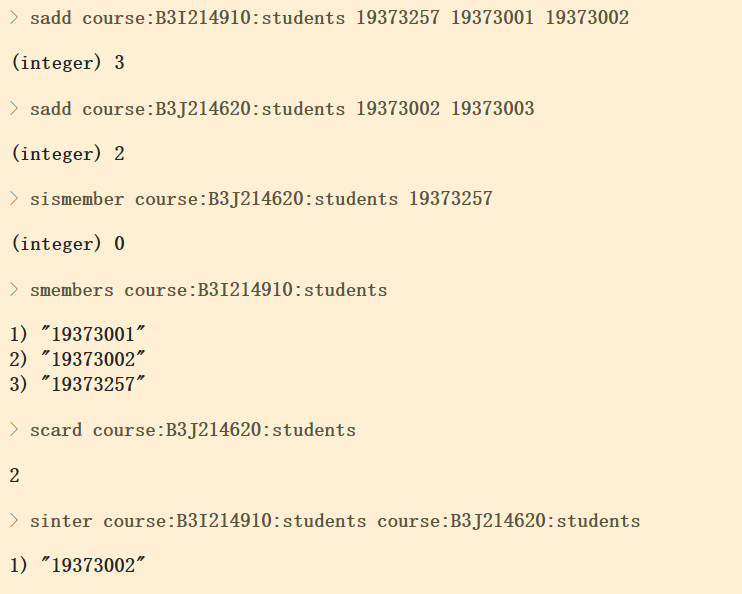 > sadd course:B3I214910:students 19373257 19373001 19373002
(integer) 3
> sadd course:B3J214620:students 19373002 19373003
(integer) 2
> sismember course:B3J214620:students 19373257
(integer) 0
> smembers course:B3I214910:students
1) "19373001"
2) "19373002"
3) "19373257"
> scard course:B3J214620:students
2
> sinter course:B3I214910:students course:B3J214620:students
1) "19373002"